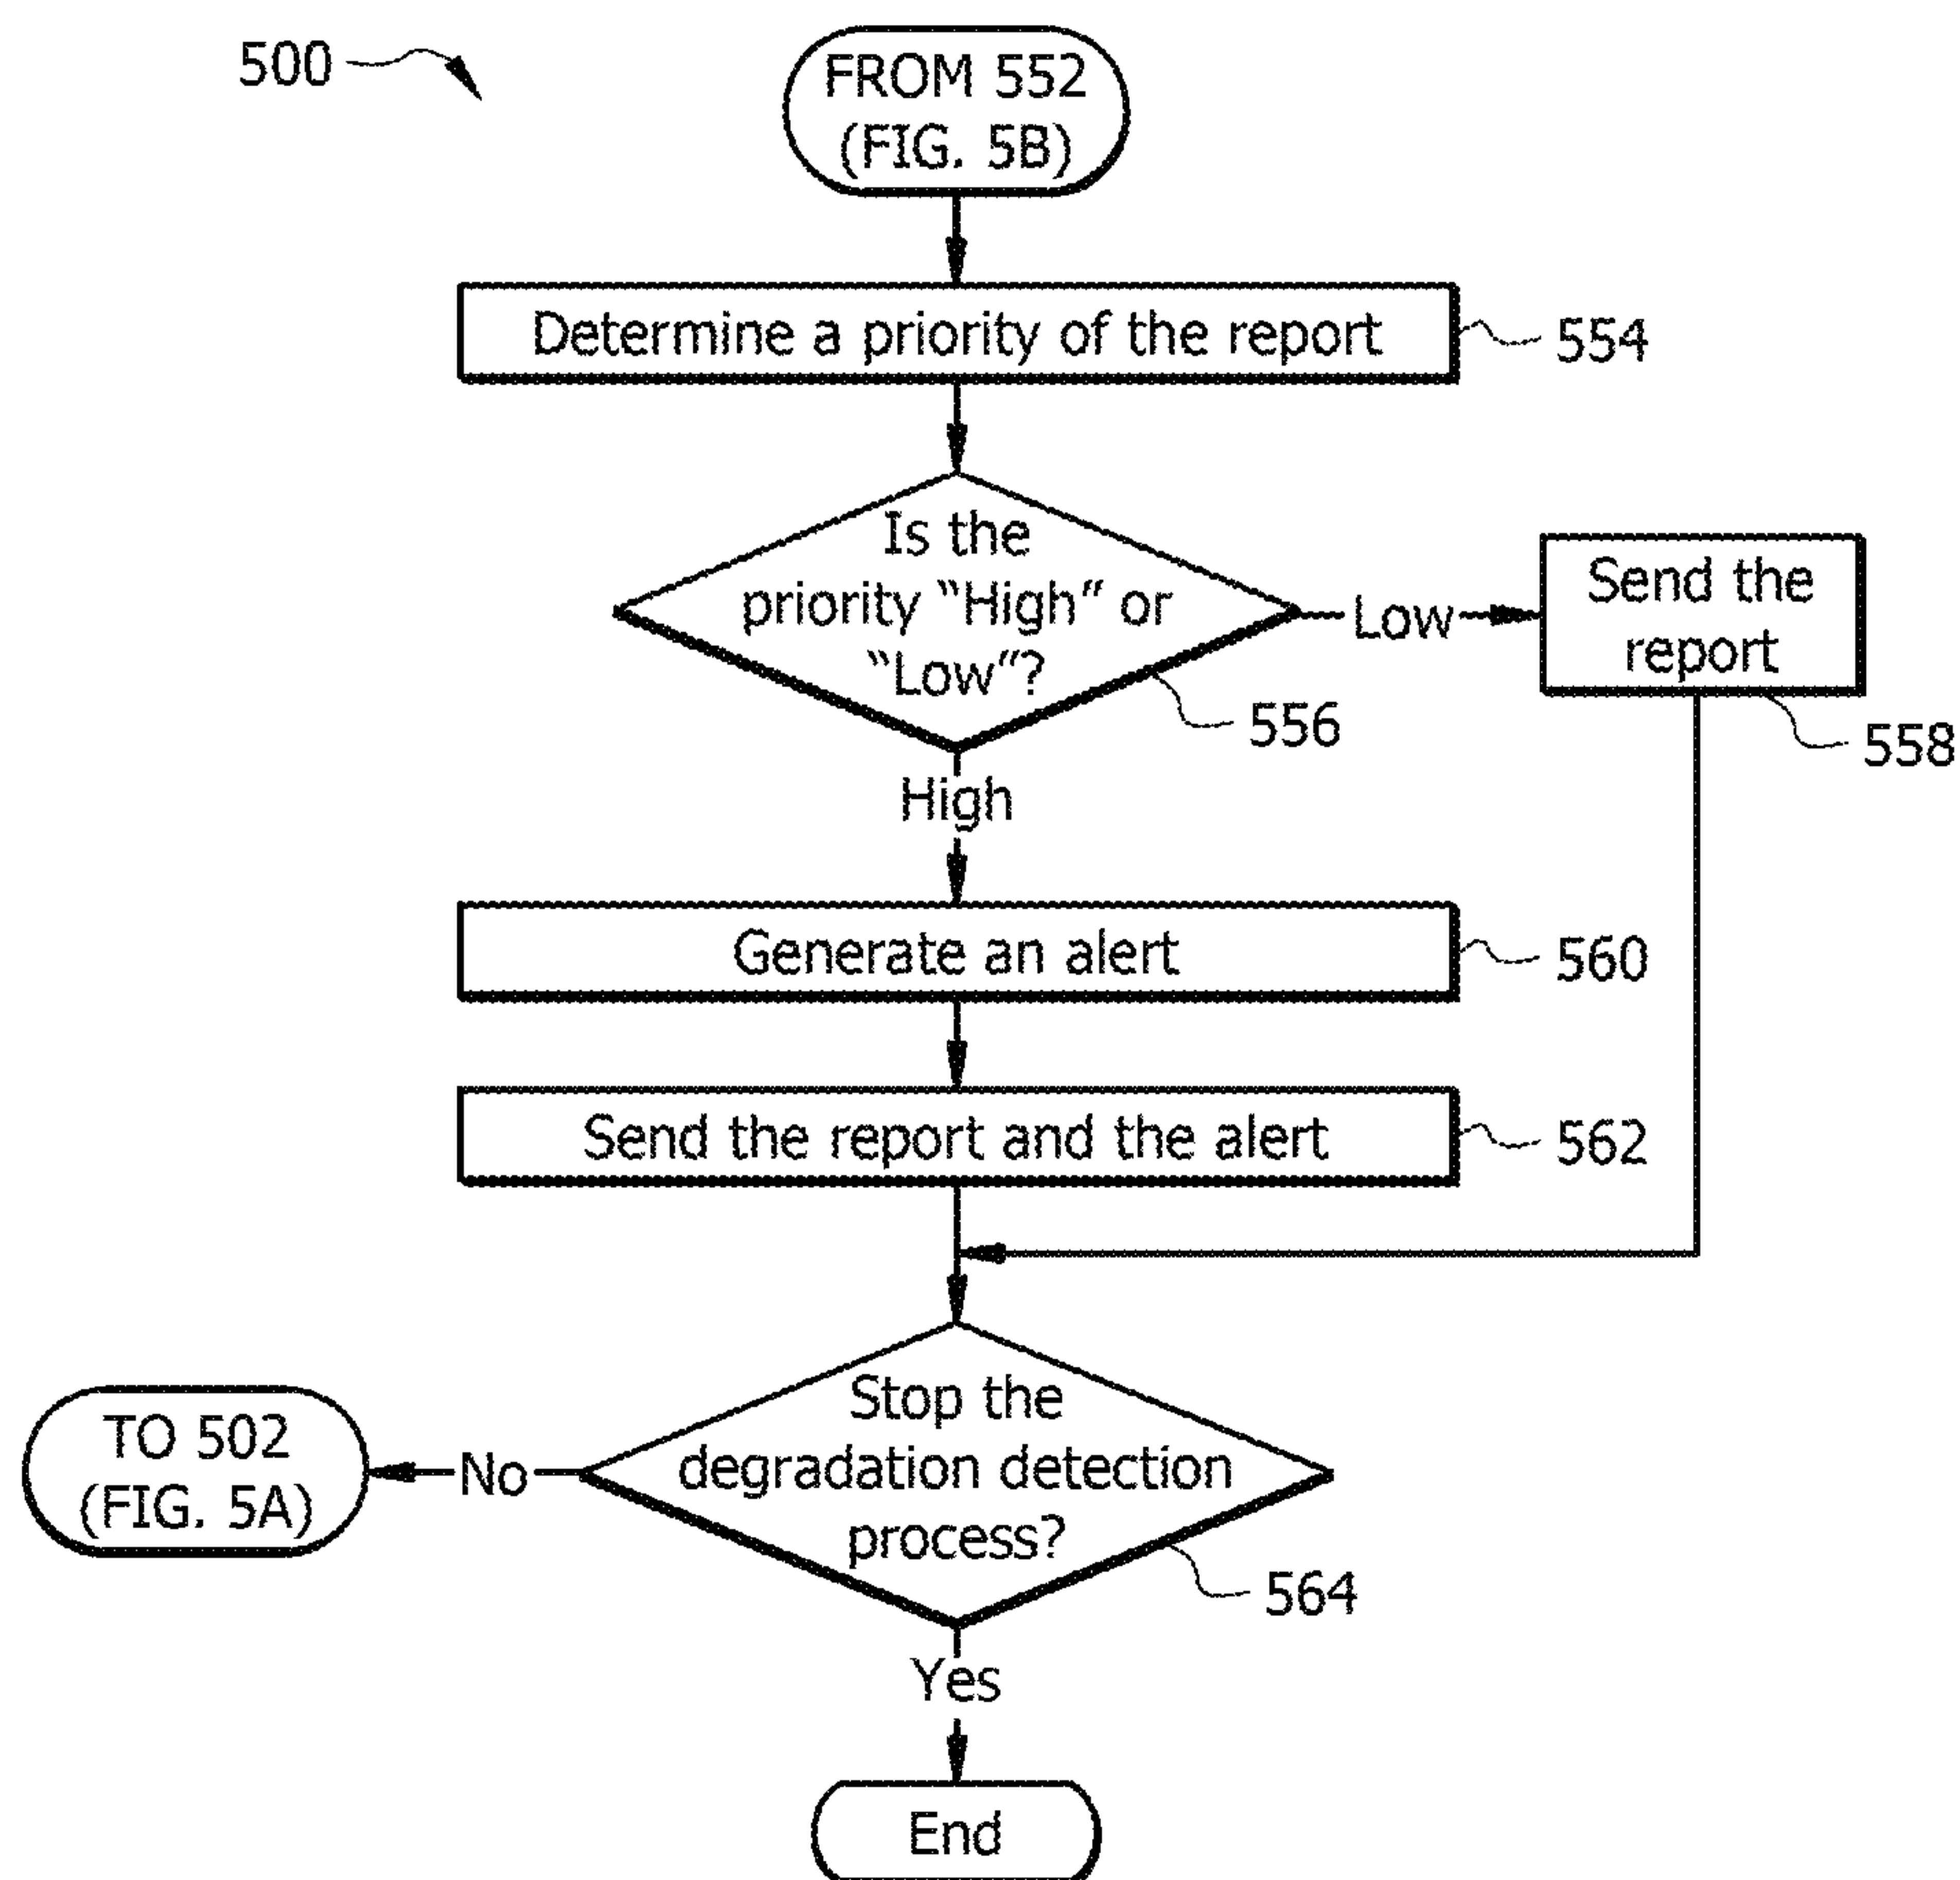 500
FROM 552
(FIG. 5B)
Determine a priority of the report
554
Is the
priority “High” or
“Low”?
556
Low
Send the
report
558
High
Generate an alert
560
Send the report and the alert
562
Stop the
degradation detection
process?
564
No
TO 502
(FIG. 5A)
Yes
End